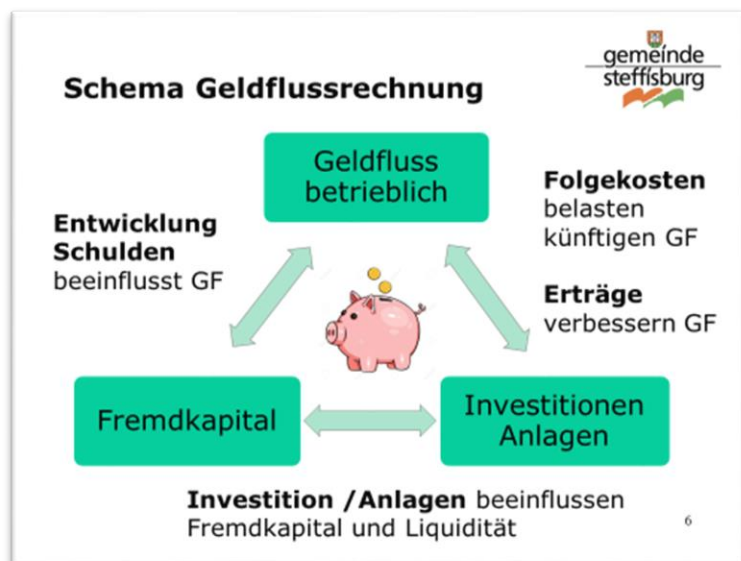 gemeinde
steffisburg
Schema Geldflussrechnung
Geldfluss
betrieblich
Folgekosten
belasten
künftigen GF
Entwicklung
Schulden
beeinflusst GF
Erträge
verbessern GF
Fremdkapital
Investitionen
Anlagen
Investition /Anlagen beeinflussen
Fremdkapital und Liquidität
6